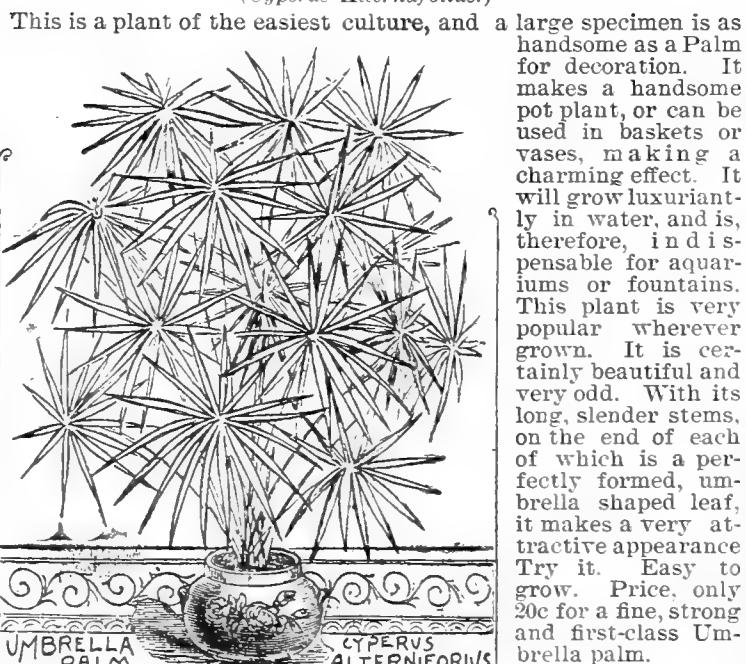 (Cyperus Alternifolius.)
This is a plant of the easiest culture, and a large specimen is as
handsome as a Palm
for decoration. It
makes a handsome
pot plant, or can be
used in baskets or
vases, making a
charming effect. It
will grow luxuriant-
ly in water, and is,
therefore, indis-
pensable for aquar-
iums or fountains.
This plant is very
popular wherever
grown. It is cer-
tainly beautiful and
very odd. With its
long, slender stems,
on the end of each
of which is a per-
fectly formed, um-
brella shaped leaf,
it makes a very at-
tractive appearance
Try it. Easy to
grow. Price, only
20c for a fine, strong
and first-class Um-
brella palm.
UMBRELLA
PALM
CYPERUS
ALTERNIFORIUS